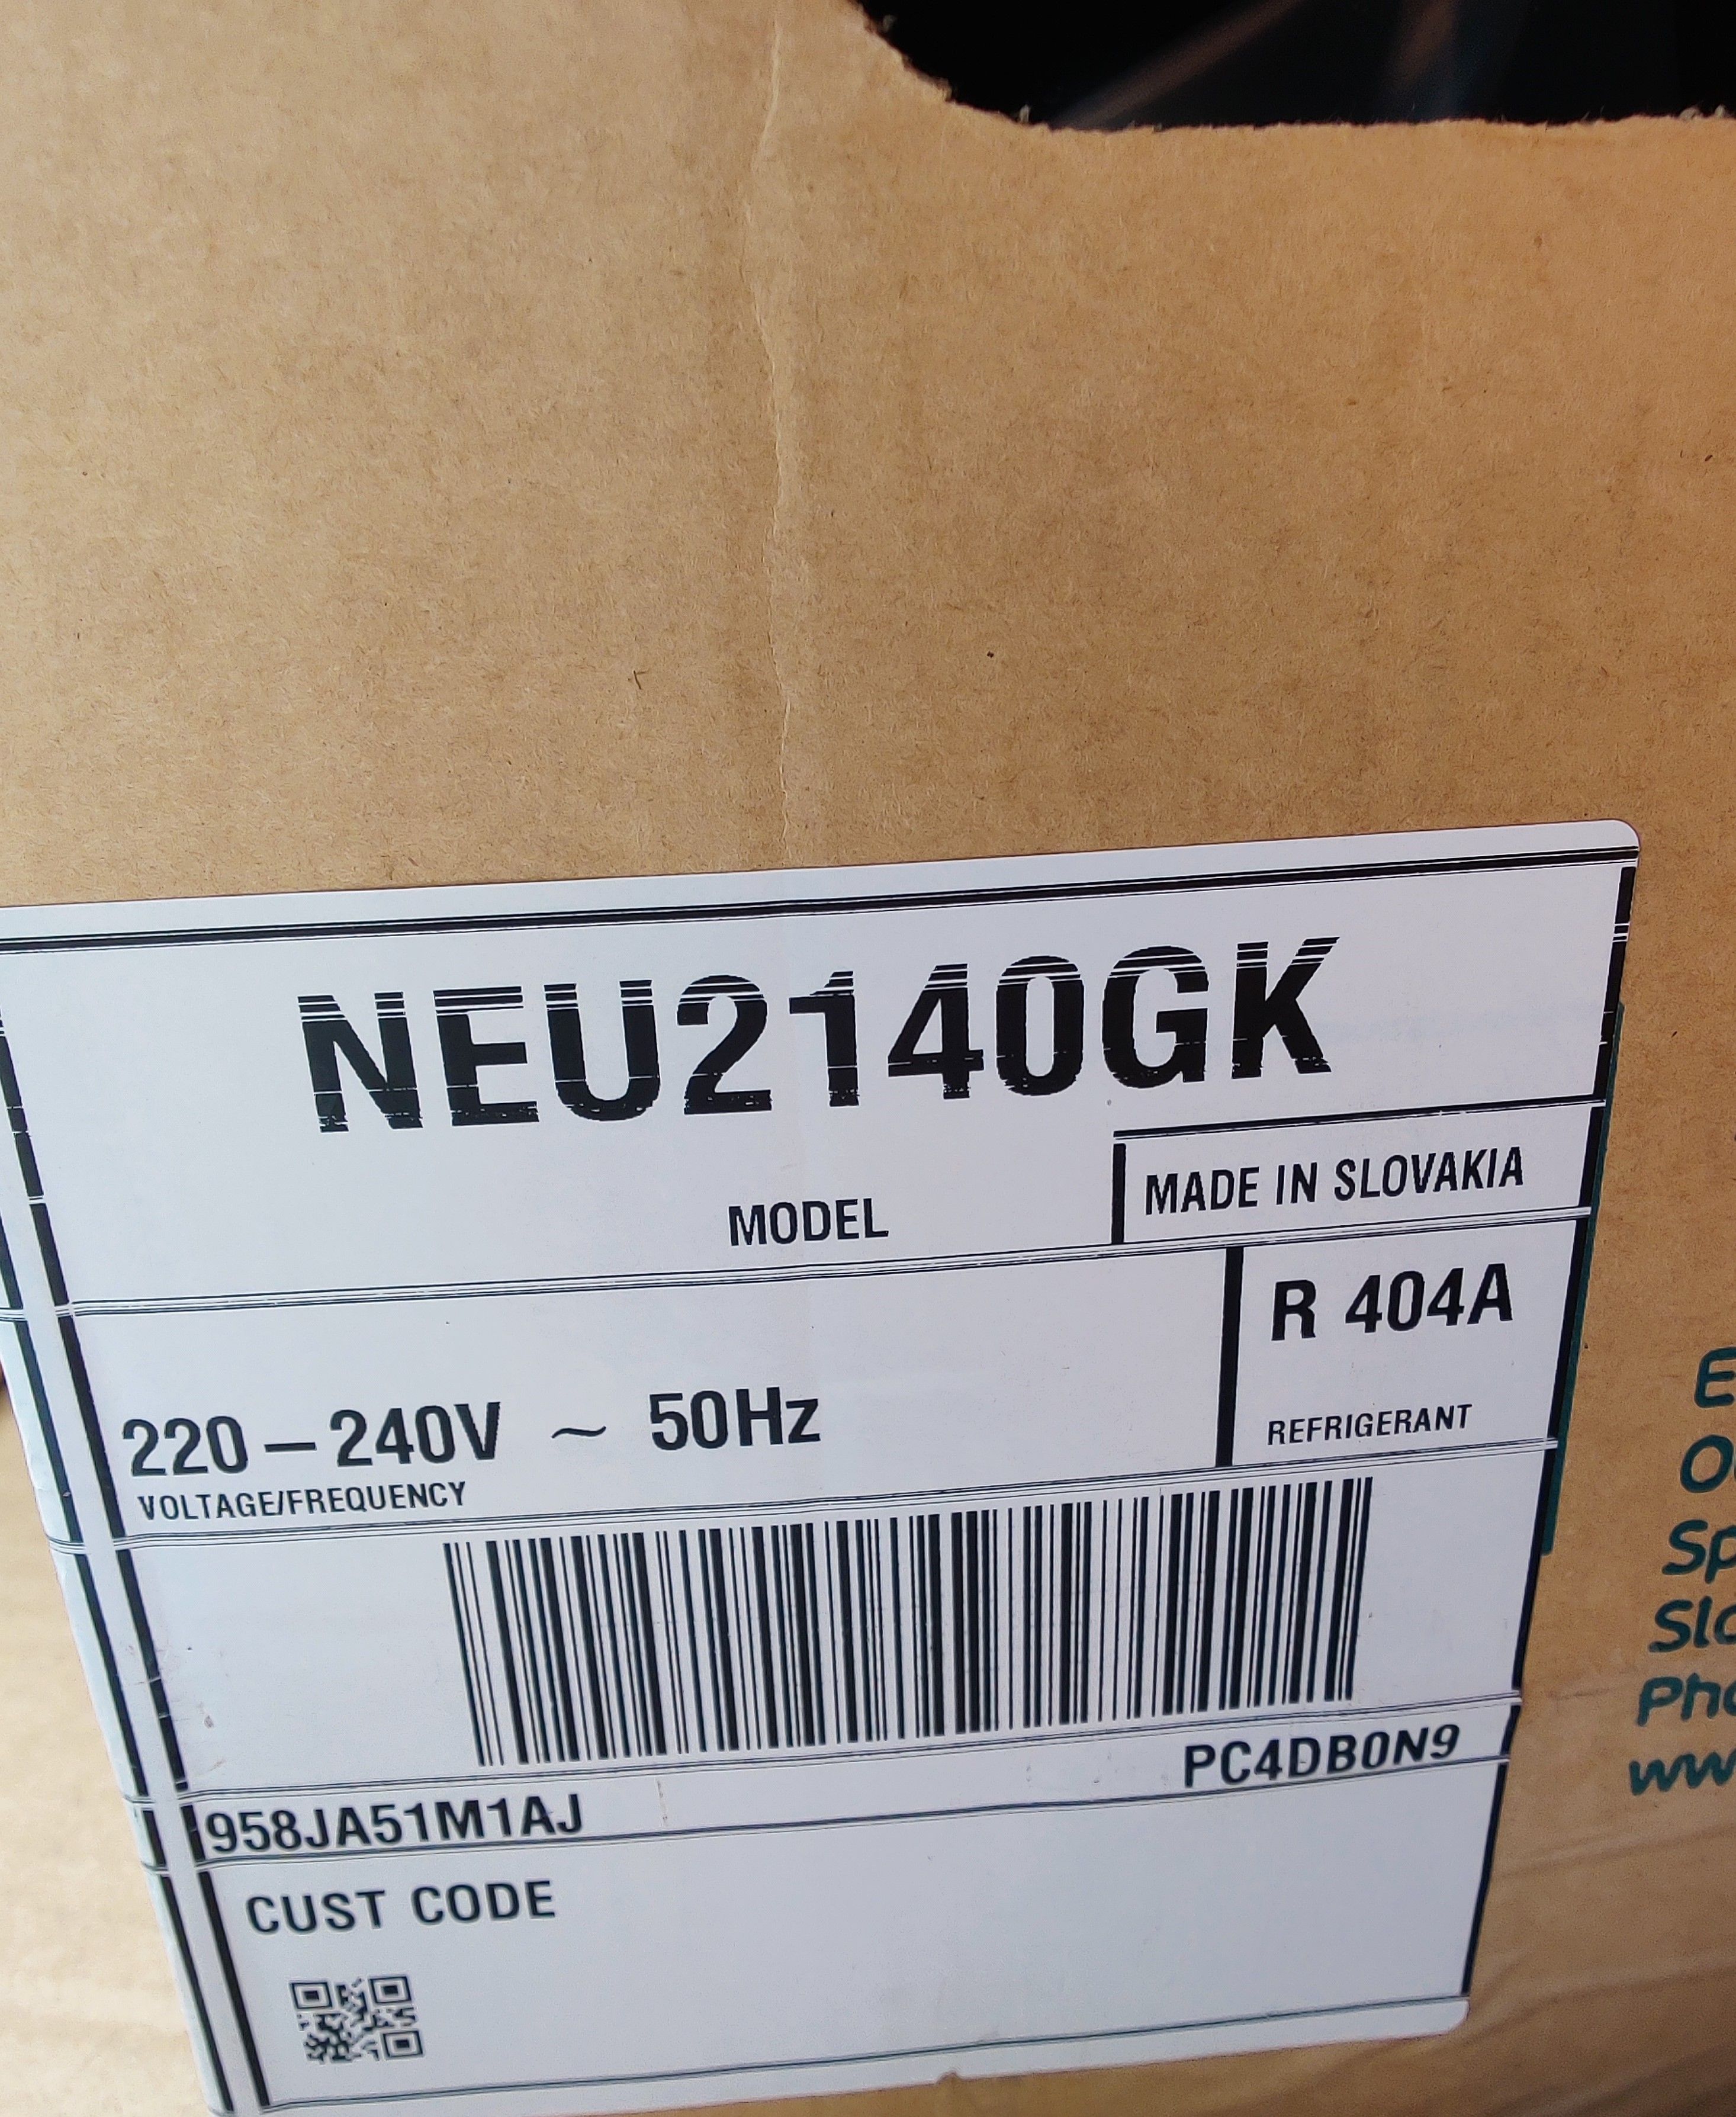 NEU2140GK
MODEL
MADE IN SLOVAKIA
R 404A
REFRIGERANT
220 – 240V ~ 50Hz
VOLTAGE/FREQUENCY
PC4DB0N9
958JA51M1AJ
CUST CODE